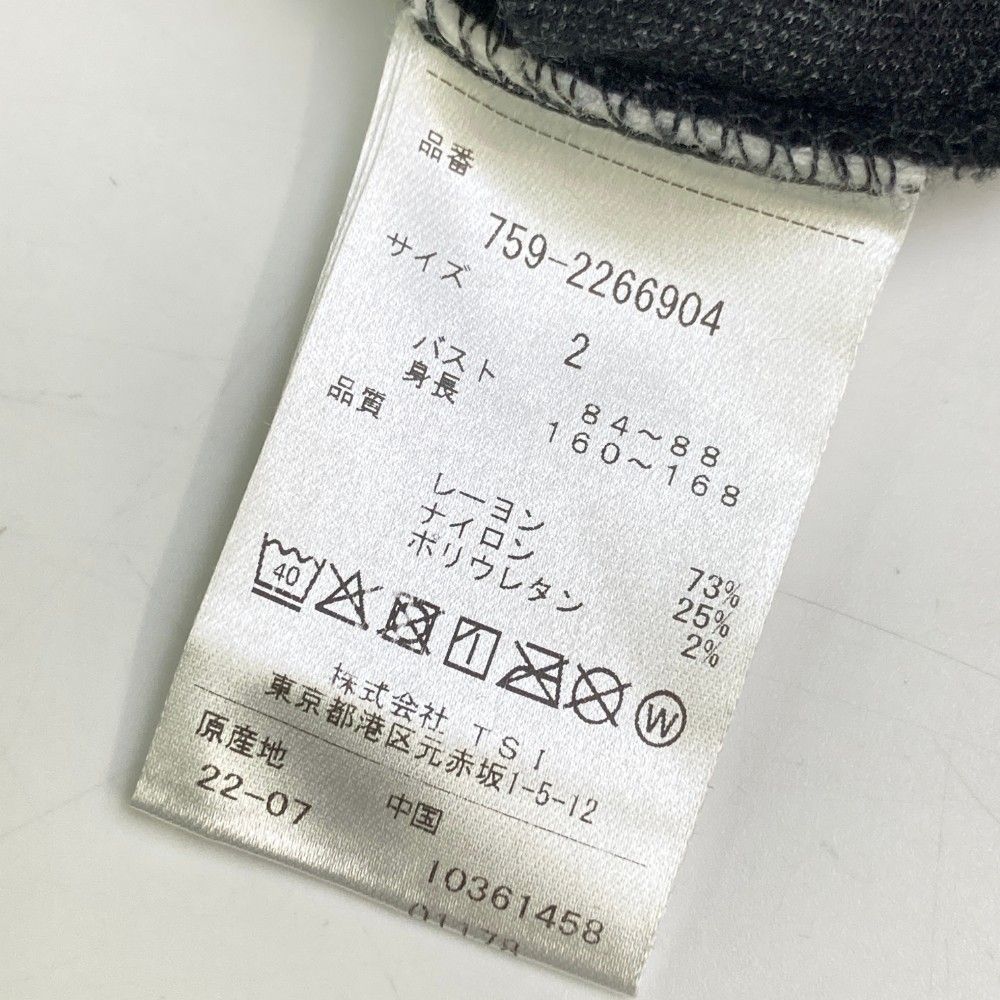 品番
759-2266904
サイズ
2
バスト 84~88
身長 160~168
品質
レーヨン 73%
ナイロン 25%
ポリウレタン 2%
40
W
株式会社 TSI
東京都港区元赤坂1-5-12
原産地 中国
22-07
10361458